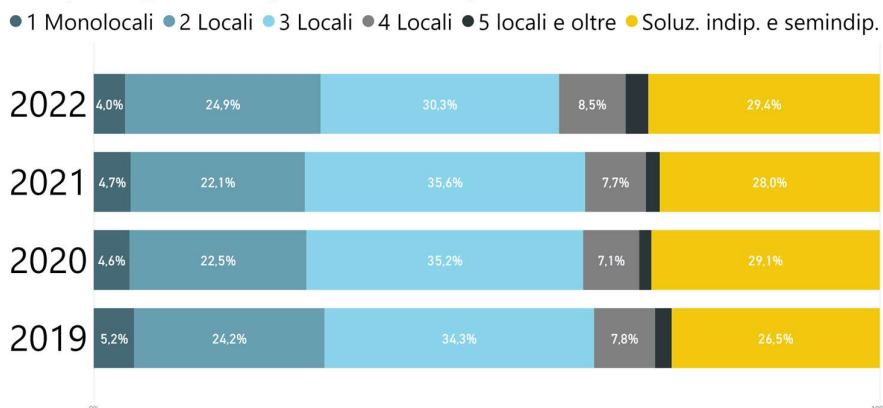 1 Monolocali 2 Locali 3 Locali 4 Locali 5 locali e oltre Soluz. indip. e semindip.
2022 4,0% 24,9% 30,3% 8,5% 29,4%
2021 4,7% 22,1% 35,6% 7,7% 28,0%
2020 4,6% 22,5% 35,2% 7,1% 29,1%
2019 5,2% 24,2% 34,3% 7,8% 26,5%